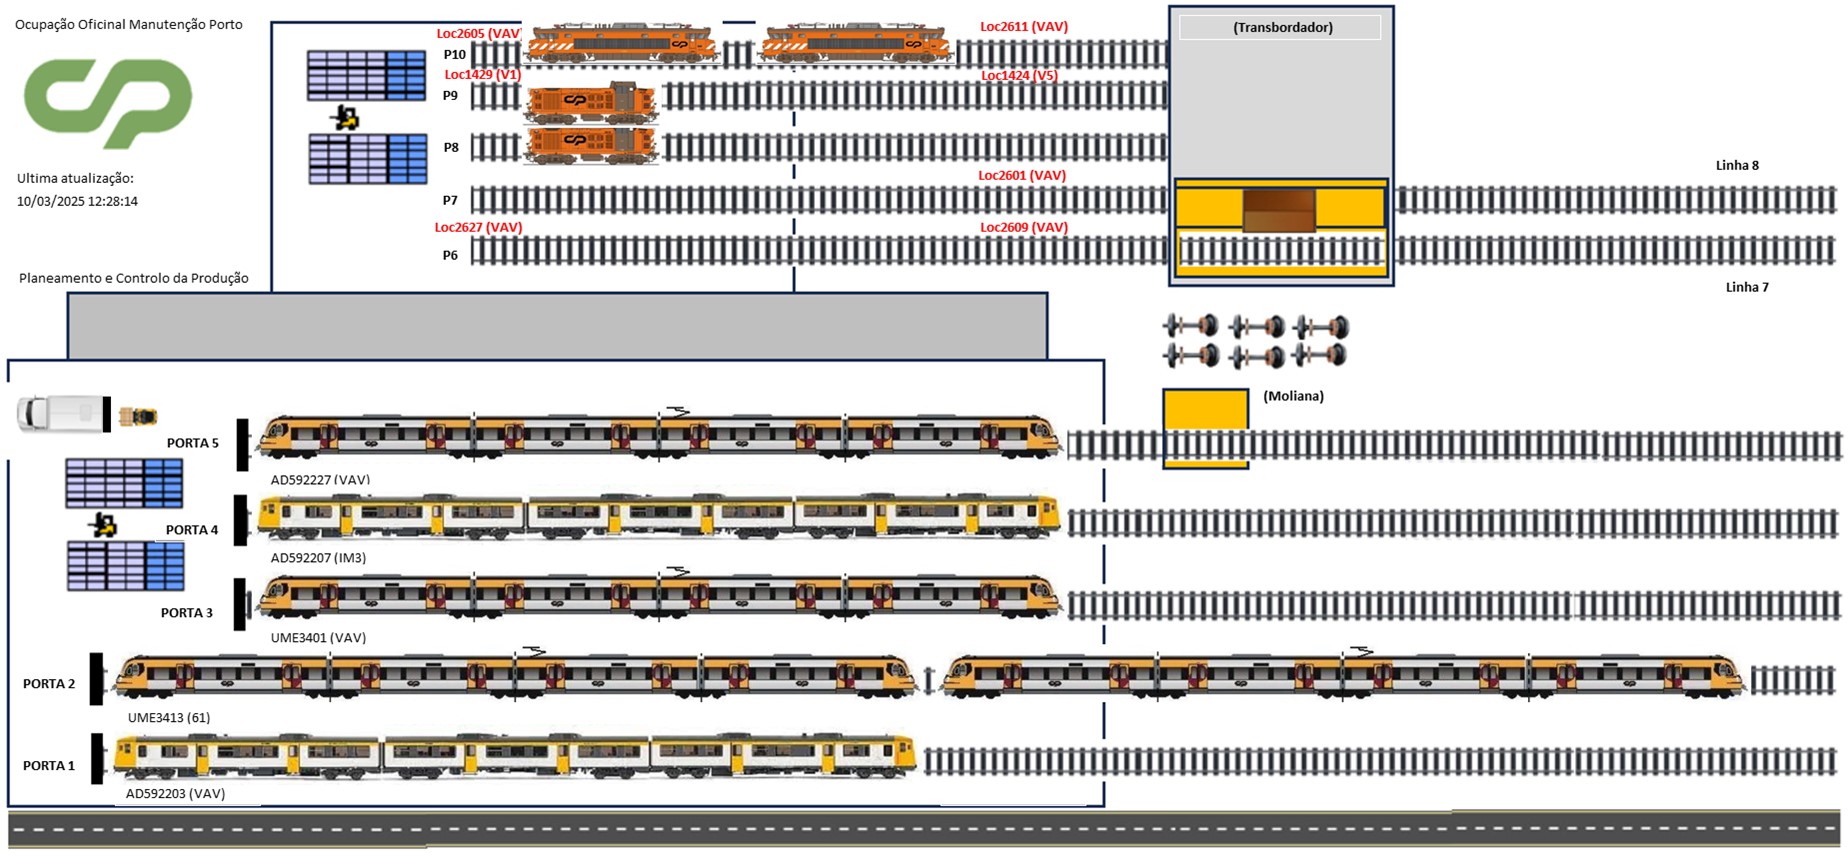 Ocupação Oficinal Manutenção Porto
Loc2605 (VAV)
Loc2611 (VAV)
(Transbordador)
P10
Loc1429 (V1)
Loc1424 (V5)
P9
P8
Linha 8
Ultima atualização:
10/03/2025 12:28:14
Loc2601 (VAV)
P7
Loc2627 (VAV)
Loc2609 (VAV)
P6
Planeamento e Controlo da Produção
Linha 7
(Moliana)
PORTA 5
AD592227 (VAV)
PORTA 4
AD592207 (IM3)
PORTA 3
UME3401 (VAV)
PORTA 2
UME3413 (61)
PORTA 1
AD592203 (VAV)